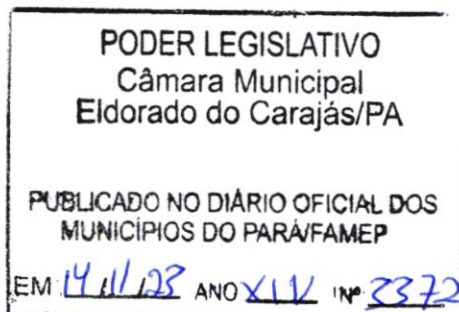 PODER LEGISLATIVO
Câmara Municipal
Eldorado do Carajás/PA
PUBLICADO NO DIÁRIO OFICIAL DOS
MUNICÍPIOS DO PARÁ/FAMEP
EM 14/11/23 ANO XIV Nº 3372